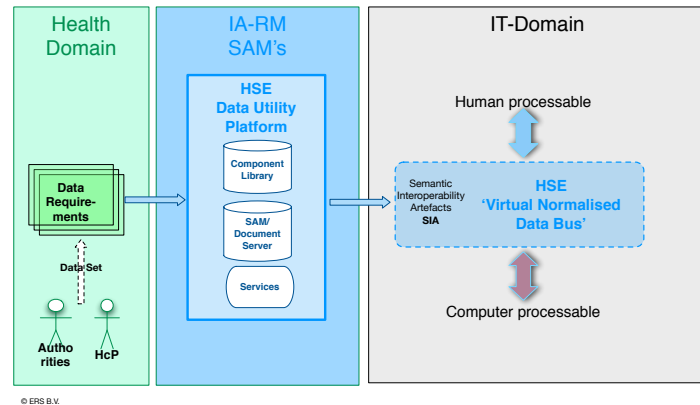 Health
Domain
IA-RM
SAM's
IT-Domain
HSE
Data Utility
Platform
Component
Library
SAM/
Document
Server
Services
Data
Require-
ments
Data Set
Autho
rities
HcP
Human processable
Semantic
Interoperability
Artefacts
SIA
HSE
‘Virtual Normalised
Data Bus’
Computer processable
© ERS B.V.